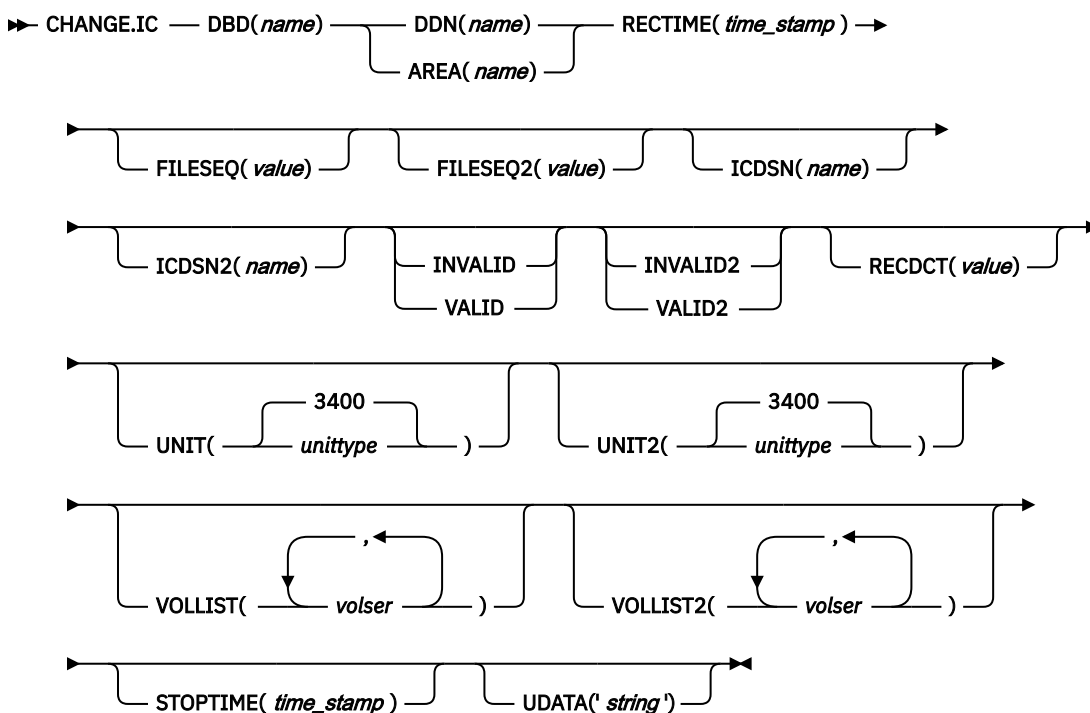 CHANGE.IC DBD( name) DDN( name) RECTIME( time_stamp )
AREA( name)
FILESEQ( value) FILESEQ2( value) ICDSN( name)
ICDSN2( name) INVALID INVALID2 RECDCT( value)
VALID VALID2
3400 3400
UNIT( unittype ) UNIT2( unittype )
, ,
VOLLIST( volser ) VOLLIST2( volser )
STOPTIME( time_stamp ) UDATA(' string ')